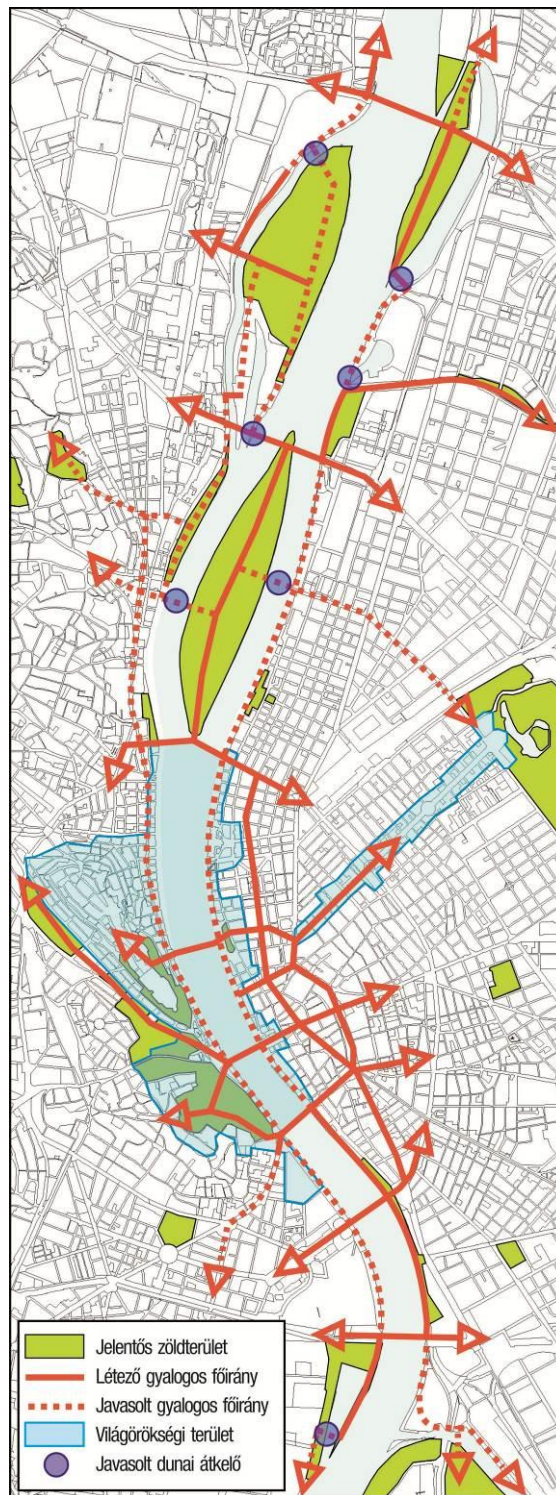 Jelentős zöldterület
Létező gyalogos főirány
Javasolt gyalogos főirány
Világörökségi terület
Javasolt dunai átkelő